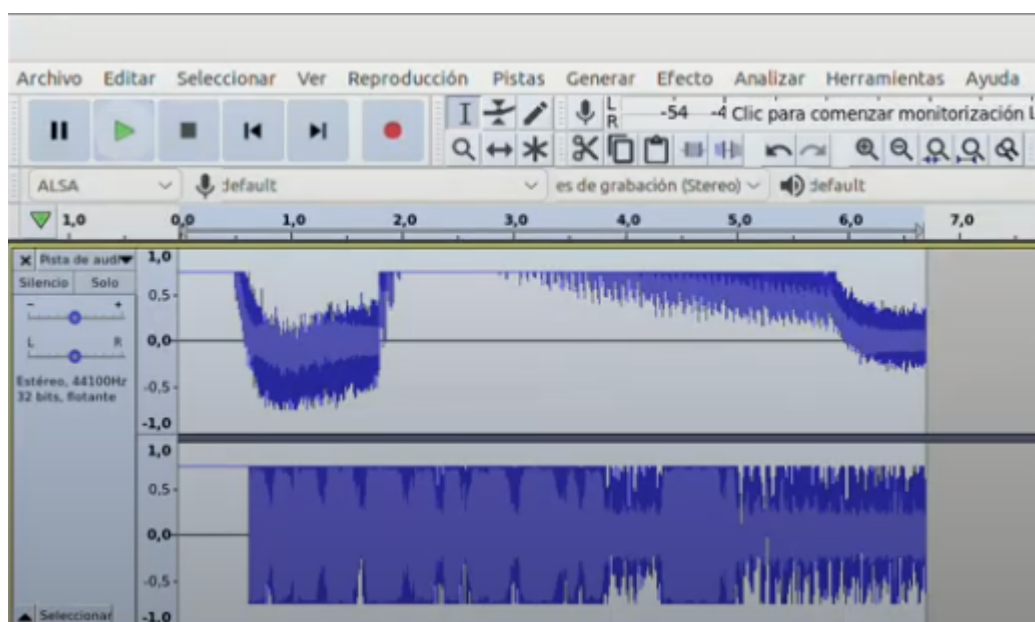 Archivo Editar Seleccionar Ver Reproducción Pistas Generar Efecto Analizar Herramientas Ayuda
L
R
-54 -4 Clic para comenzar monitorización L
ALSA default es de grabación (Stereo) default
1,0 0,0 1,0 2,0 3,0 4,0 5,0 6,0 7,0
X Pista de audi 1,0
Silencio Solo
- + 0,5
L R 0,0
Estéreo, 44100Hz -0,5
32 bits, flotante
-1,0
1,0
0,5
0,0
-0,5
Seleccionar -1,0